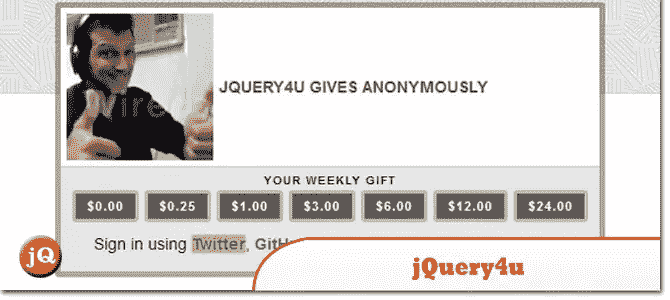 JQUERY4U GIVES ANONYMOUSLY
YOUR WEEKLY GIFT
$0.00 $0.25 $1.00 $3.00 $6.00 $12.00 $24.00
Sign in using Twitter, GitH
jQ
jQuery4u